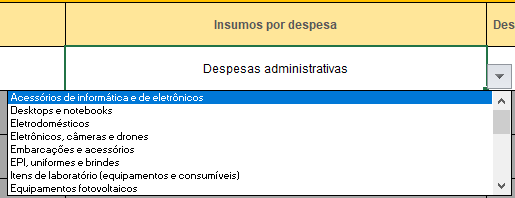 Insumos por despesa
Des
Despesas administrativas
Acessórios de informática e de eletrônicos
Desktops e notebooks
Eletrodomésticos
Eletrônicos, câmeras e drones
Embarcações e acessórios
EPI, uniformes e brindes
Itens de laboratório (equipamentos e consumíveis)
Equipamentos fotovoltaicos